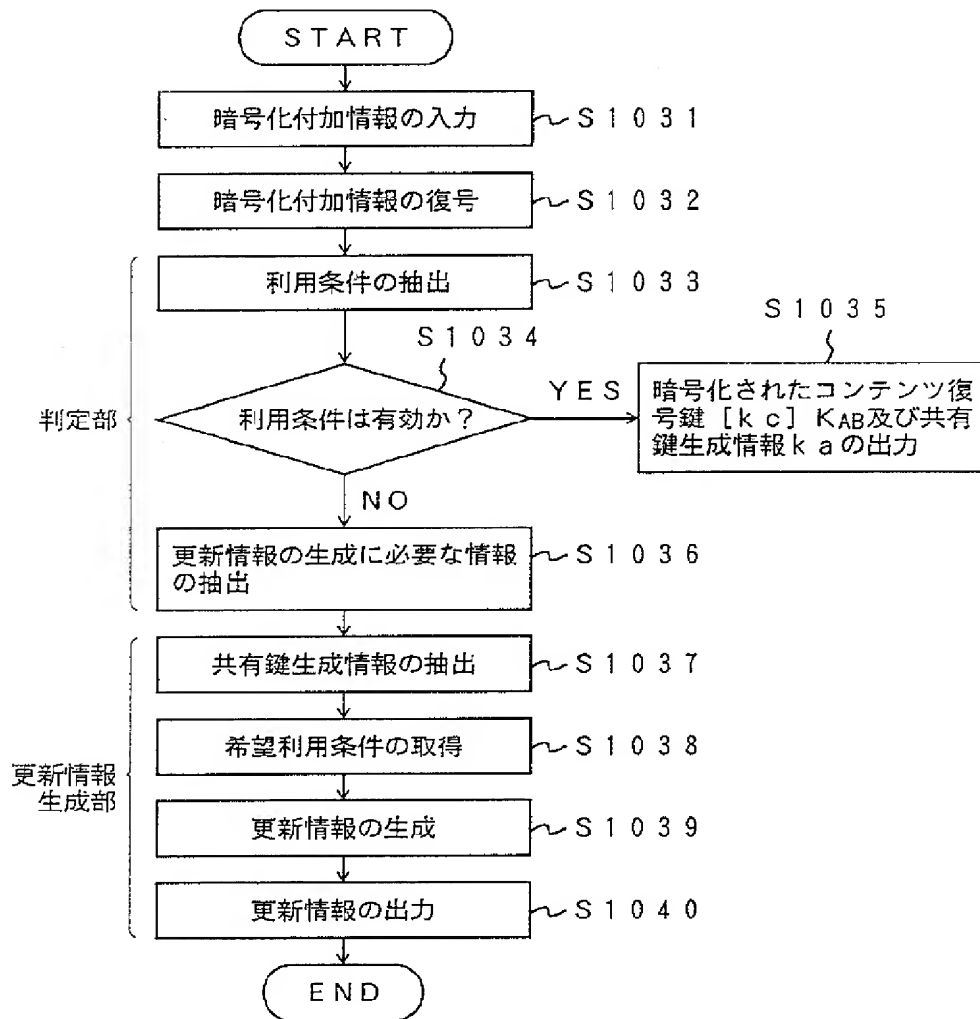 START
暗号化付加情報の入力
S1031
暗号化付加情報の復号
S1032
利用条件の抽出
S1033
S1034
S1035
判定部
利用条件は有効か？
YES
暗号化されたコンテンツ復
号鍵［kc］KAB及び共有
鍵生成情報kaの出力
NO
更新情報の生成に必要な情報
の抽出
S1036
共有鍵生成情報の抽出
S1037
希望利用条件の取得
S1038
更新情報
生成部
更新情報の生成
S1039
更新情報の出力
S1040
END